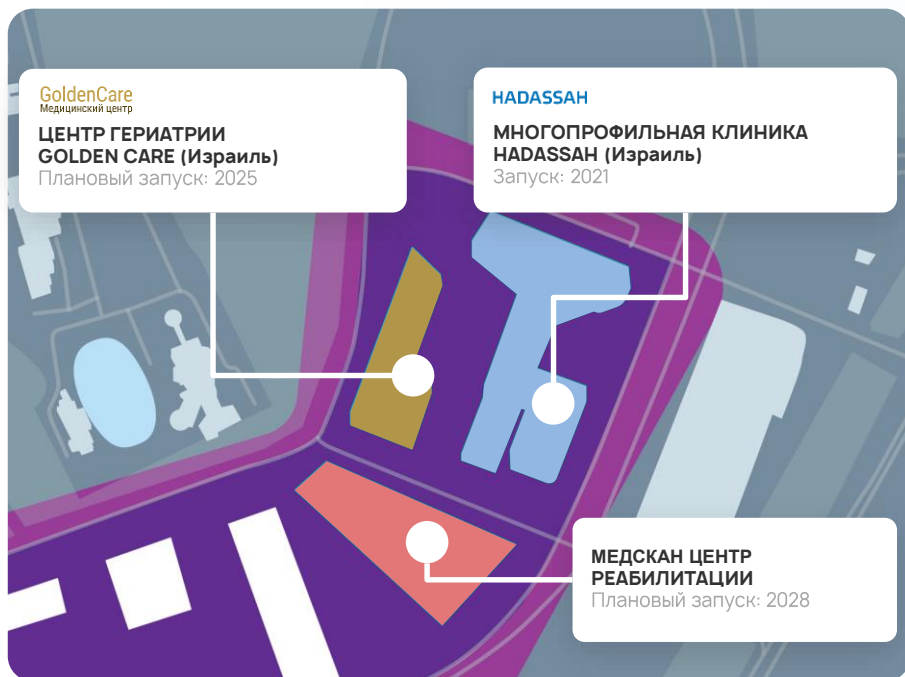 GoldenCare
Медицинский центр
ЦЕНТР ГЕРИАТРИИ
GOLDEN CARE (Израиль)
Плановый запуск: 2025
HADASSAH
МНОГОПРОФИЛЬНАЯ КЛИНИКА
HADASSAH (Израиль)
Запуск: 2021
МЕДСКАН ЦЕНТР
РЕАБИЛИТАЦИИ
Плановый запуск: 2028